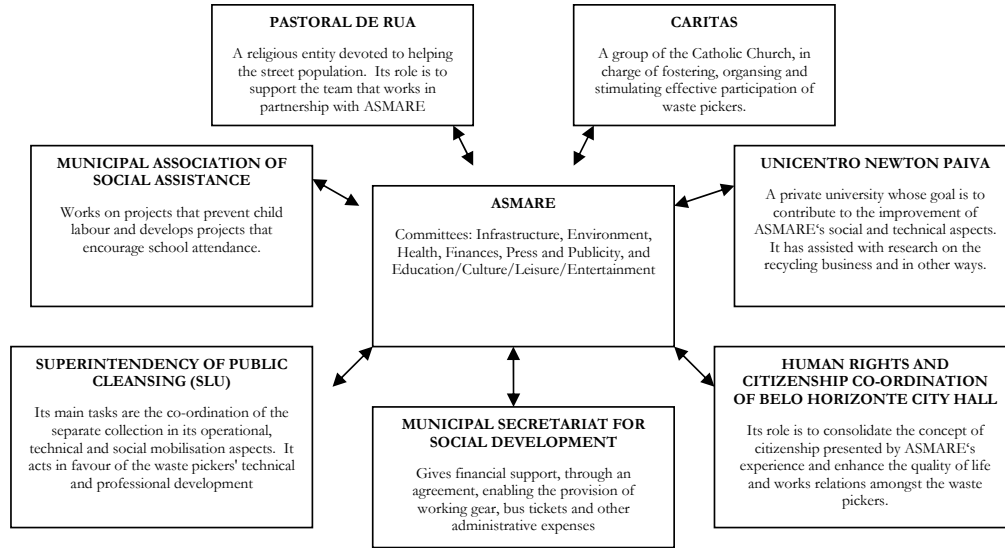 PASTORAL DE RUA
A religious entity devoted to helping
the street population.  Its role is to
support the team that works in
partnership with ASMARE
CARITAS
A group of the Catholic Church, in
charge of fostering, organsing and
stimulating effective participation of
waste pickers.
MUNICIPAL ASSOCIATION OF
SOCIAL ASSISTANCE
Works on projects that prevent child
labour and develops projects that
encourage school attendance.
ASMARE
Committees: Infrastructure, Environment,
Health, Finances, Press and Publicity, and
Education/Culture/Leisure/Entertainment
UNICENTRO NEWTON PAIVA
A private university whose goal is to
contribute to the improvement of
ASMARE‘s social and technical aspects.
It has assisted with research on the
recycling business and in other ways.
SUPERINTENDENCY OF PUBLIC
CLEANSING (SLU)
Its main tasks are the co-ordination of the
separate collection in its operational,
technical and social mobilisation aspects.  It
acts in favour of the waste pickers' technical
and professional development
MUNICIPAL SECRETARIAT FOR
SOCIAL DEVELOPMENT
Gives financial support, through an
agreement, enabling the provision of
working gear, bus tickets and other
administrative expenses
HUMAN RIGHTS AND
CITIZENSHIP CO-ORDINATION
OF BELO HORIZONTE CITY HALL
Its role is to consolidate the concept of
citizenship presented by ASMARE‘s
experience and enhance the quality of life
and works relations amongst the waste
pickers.